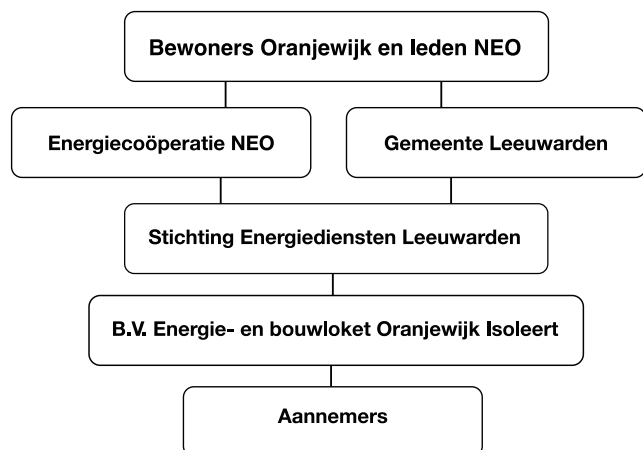 Bewoners Oranjewijk en leden NEO
Energiecoöperatie NEO
Gemeente Leeuwarden
Stichting Energiediensten Leeuwarden
B.V. Energie- en bouwloket Oranjewijk Isoleert
Aannemers